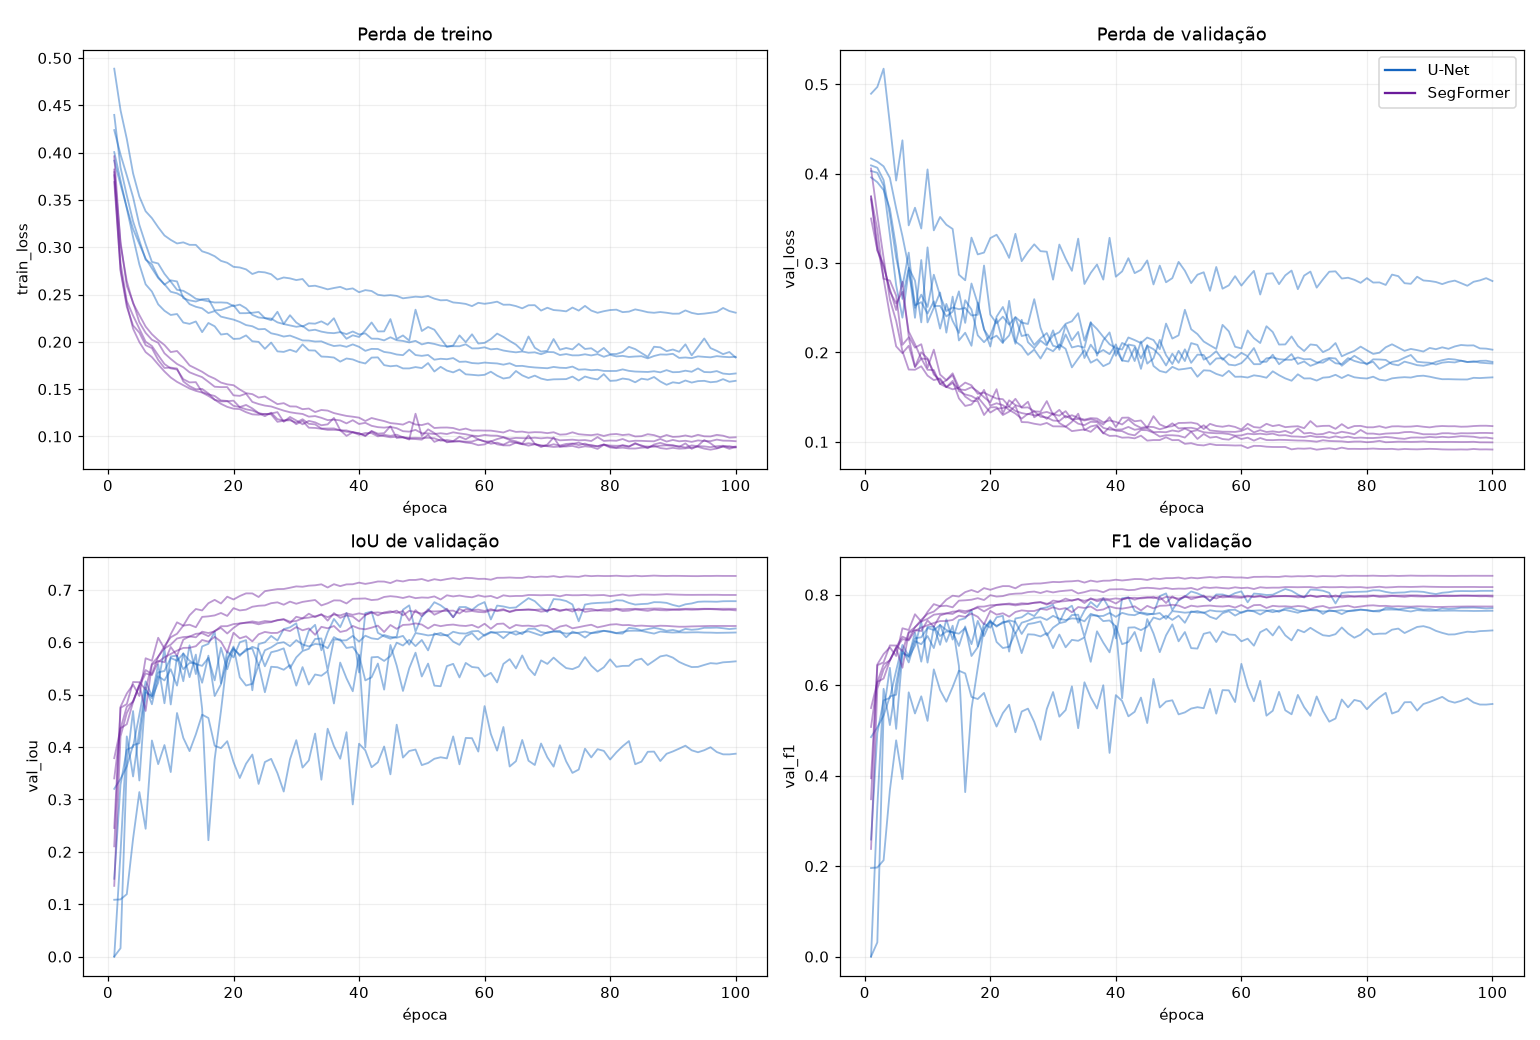 Perda de treino
0.50
0.45
0.40
0.35
0.30
0.25
0.20
0.15
0.10
train_loss
0 20 40 60 80 100
época
Perda de validação
U-Net
SegFormer
0.5
0.4
0.3
0.2
0.1
val_loss
0 20 40 60 80 100
época
IoU de validação
0.7
0.6
0.5
0.4
0.3
0.2
0.1
0.0
val_iou
0 20 40 60 80 100
época
F1 de validação
0.8
0.6
0.4
0.2
0.0
val_f1
0 20 40 60 80 100
época